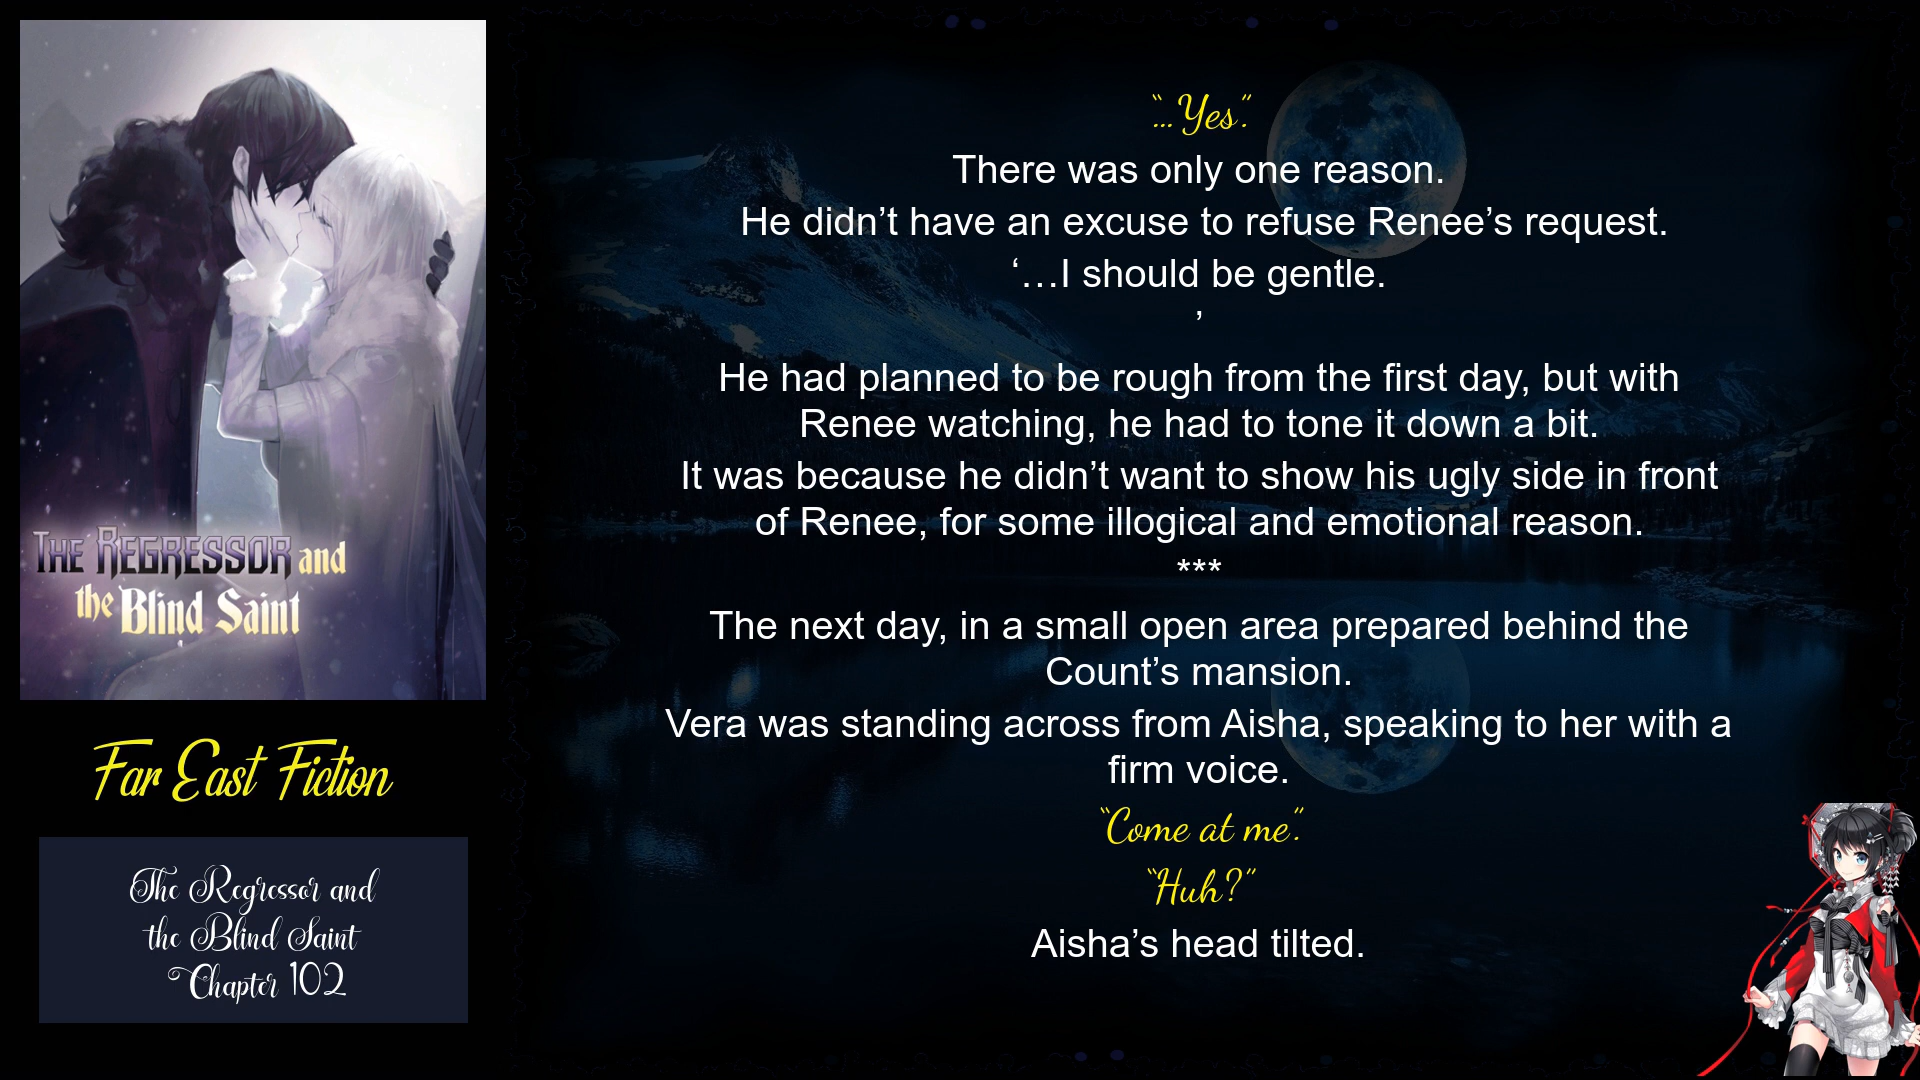 THE REGRESSOR and
the Blind Saint
Far East Fiction
The Regressor and
the Blind Saint
Chapter 102
“…Yes.”
There was only one reason.
He didn’t have an excuse to refuse Renee’s request.
‘…I should be gentle.
’
He had planned to be rough from the first day, but with
Renee watching, he had to tone it down a bit.
It was because he didn’t want to show his ugly side in front
of Renee, for some illogical and emotional reason.
***
The next day, in a small open area prepared behind the
Count’s mansion.
Vera was standing across from Aisha, speaking to her with a
firm voice.
“Come at me.”
“Huh?”
Aisha’s head tilted.